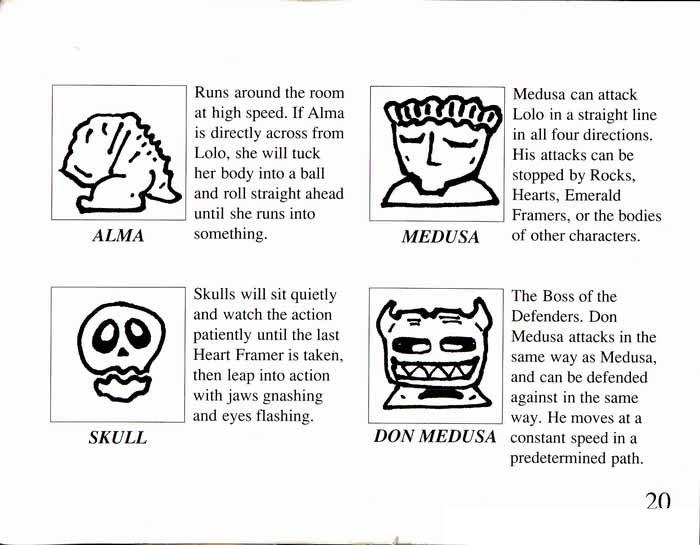 Runs around the room
at high speed. If Alma
is directly across from
Lolo, she will tuck
her body into a ball
and roll straight ahead
until she runs into
something.
ALMA
Medusa can attack
Lolo in a straight line
in all four directions.
His attacks can be
stopped by Rocks,
Hearts, Emerald
Framers, or the bodies
of other characters.
MEDUSA
Skulls will sit quietly
and watch the action
patiently until the last
Heart Framer is taken,
then leap into action
with jaws gnashing
and eyes flashing.
SKULL
The Boss of the
Defenders. Don
Medusa attacks in the
same way as Medusa,
and can be defended
against in the same
way. He moves at a
constant speed in a
predetermined path.
DON MEDUSA
20